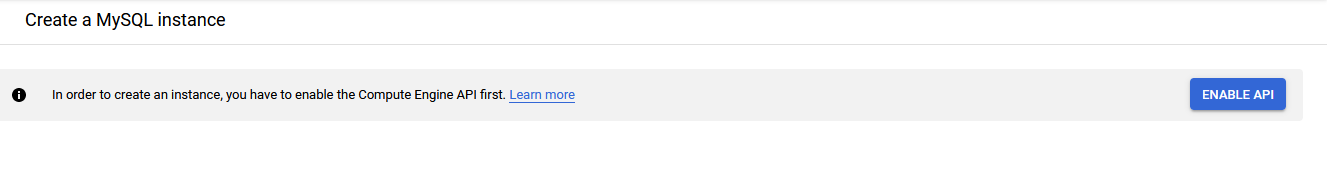 Create a MySQL instance
In order to create an instance, you have to enable the Compute Engine API first. Learn more
ENABLE API